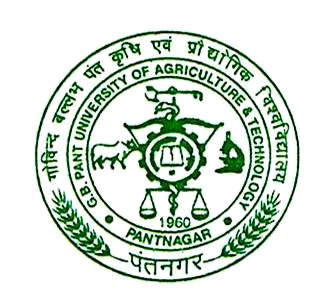 गोविन्द बल्लभ पंत कृषि एवं प्रौद्योगिक विश्वविद्यालय
G.B. PANT UNIVERSITY OF AGRICULTURE & TECHNOLOGY
1960
• PANTNAGAR •
पंतनगर